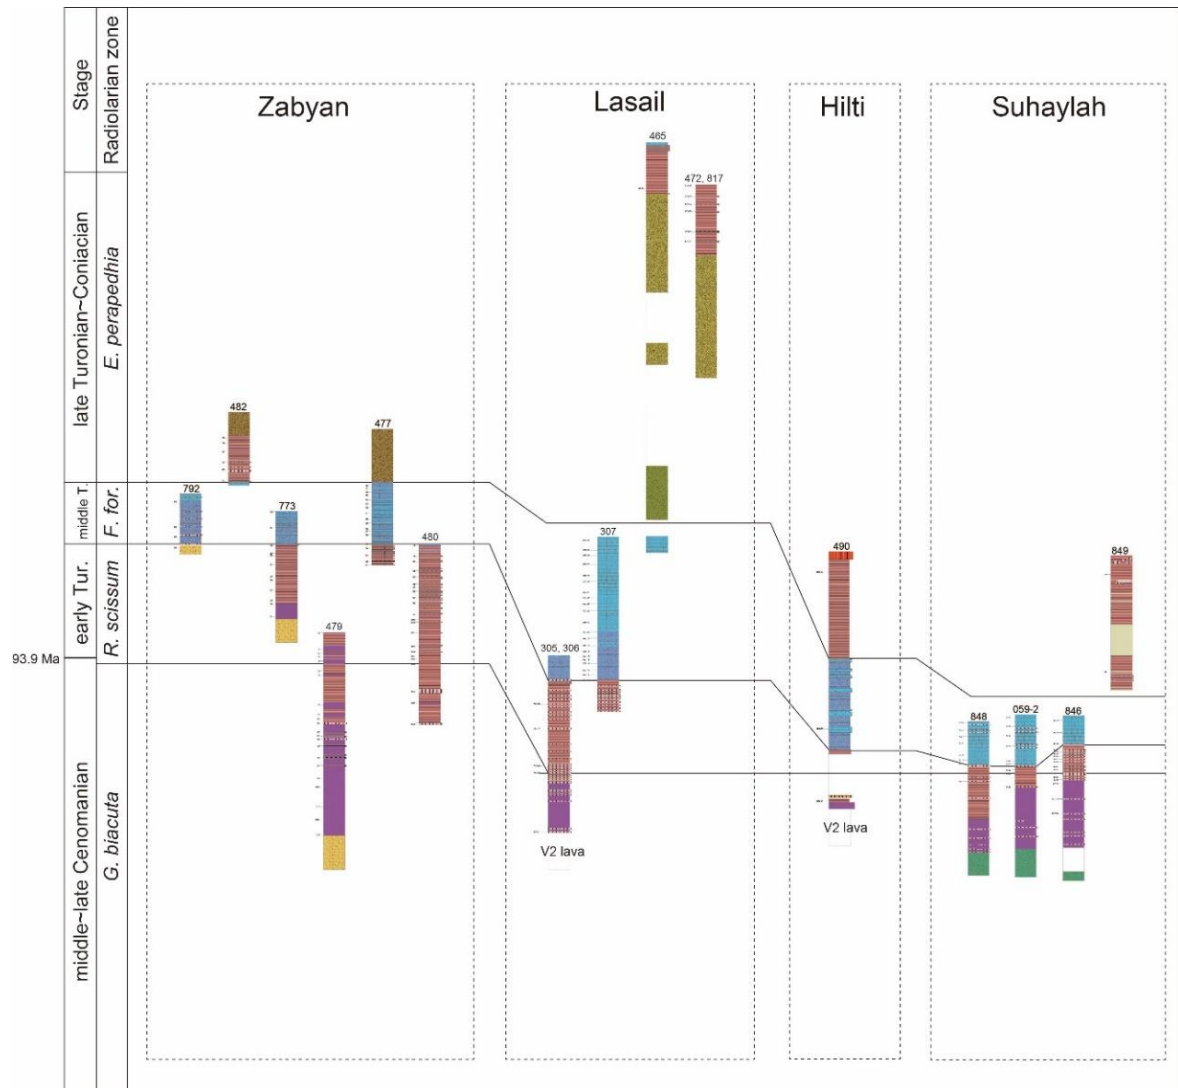 Stage
Radiolarian zone
Zabyan
Lasail
Hilti
Suhaylah
late Turonian~Coniacian
E. perapedhia
middle T.
F. for.
early Tur.
R. scissum
93.9 Ma
middle~late Cenomanian
G. biacuta
465
472, 817
482
477
792
773
480
479
307
305, 306
V2 lava
490
V2 lava
849
848
059-2
846